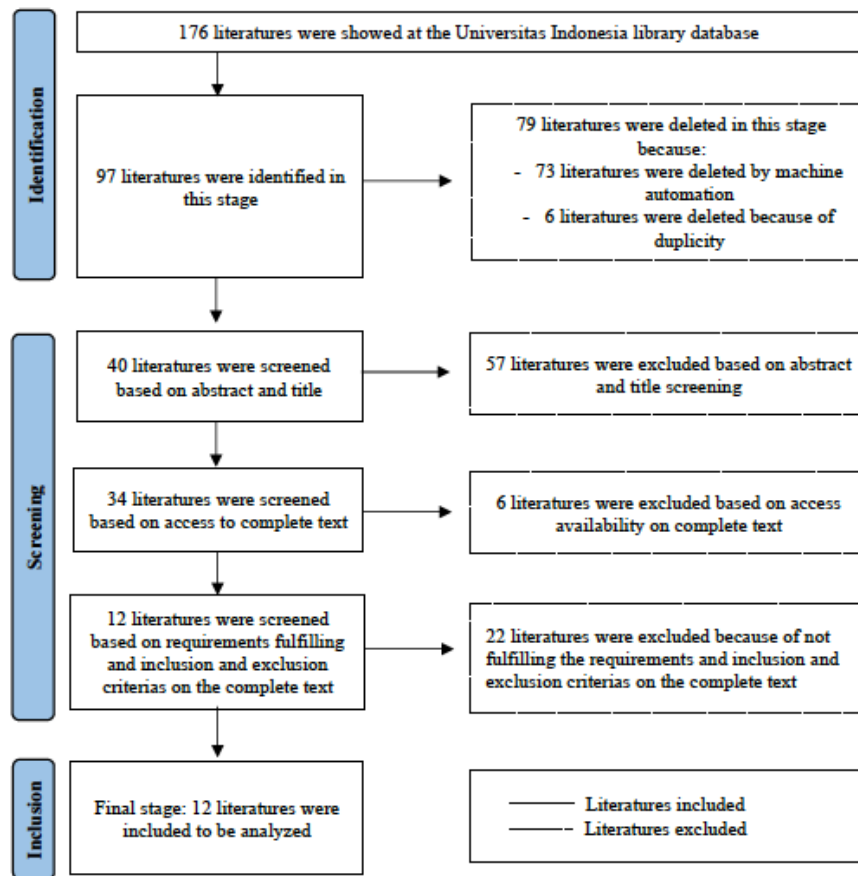 176 literatures were showed at the Universitas Indonesia library database
Identification
97 literatures were identified in
this stage
79 literatures were deleted in this stage
because:
- 73 literatures were deleted by machine
automation
- 6 literatures were deleted because of
duplicity
Screening
40 literatures were screened
based on abstract and title
57 literatures were excluded based on abstract
and title screening
34 literatures were screened
based on access to complete text
6 literatures were excluded based on access
availability on complete text
12 literatures were screened
based on requirements fulfilling
and inclusion and exclusion
criterias on the complete text
22 literatures were excluded because of not
fulfilling the requirements and inclusion and
exclusion criterias on the complete text
Inclusion
Final stage: 12 literatures were
included to be analyzed
Literatures included
Literatures excluded